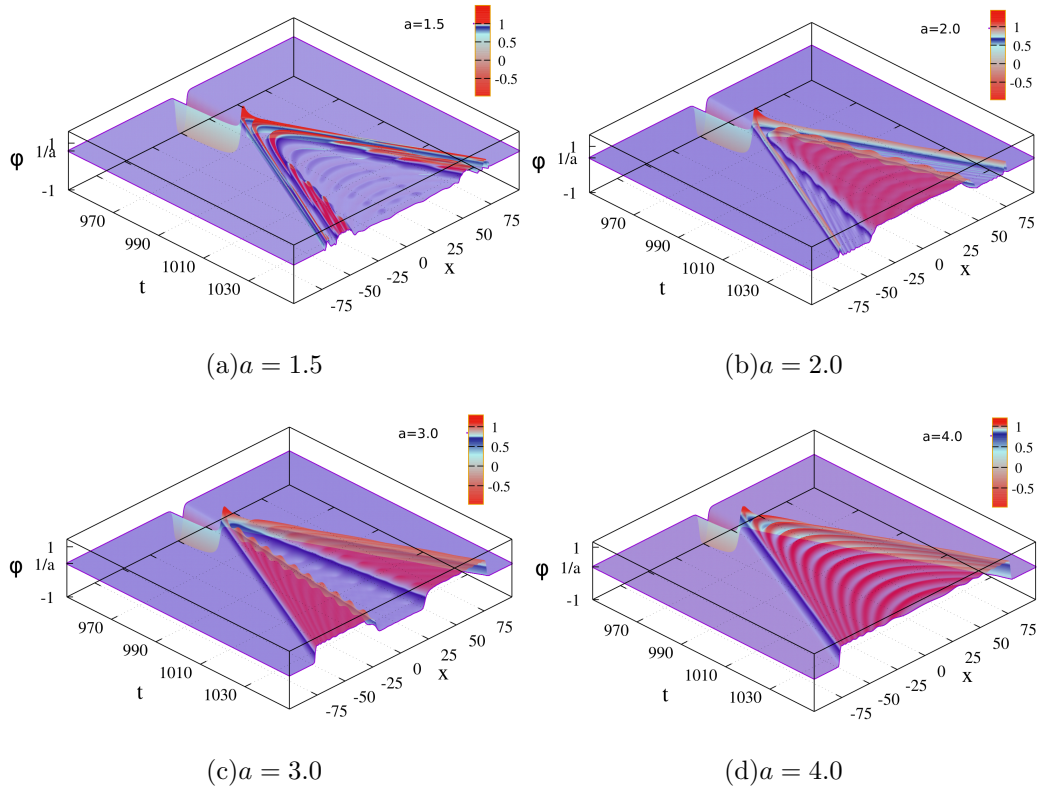 a=1.5
1
0.5
0
-0.5
φ
1
1/a
-1
970
990
1010
1030
t
-75
-50
-25
0
25
50
75
x
(a)a = 1.5
a=2.0
1
0.5
0
-0.5
φ
1
1/a
-1
970
990
1010
1030
t
-75
-50
-25
0
25
50
75
x
(b)a = 2.0
a=3.0
1
0.5
0
-0.5
φ
1
1/a
-1
970
990
1010
1030
t
-75
-50
-25
0
25
50
75
x
(c)a = 3.0
a=4.0
1
0.5
0
-0.5
φ
1
1/a
-1
970
990
1010
1030
t
-75
-50
-25
0
25
50
75
x
(d)a = 4.0